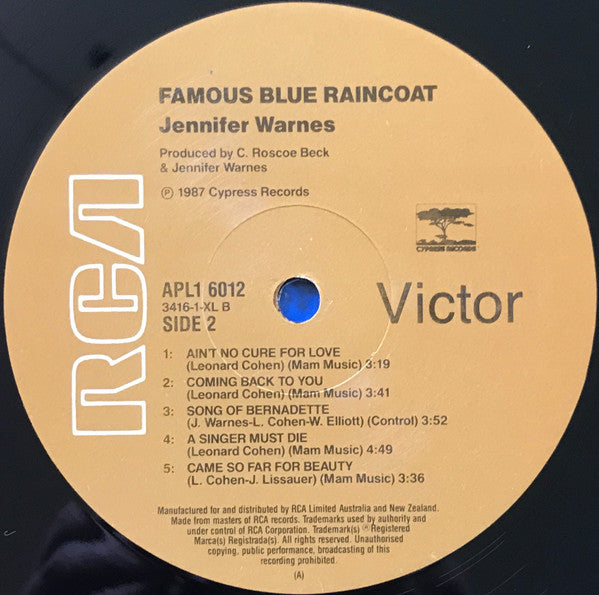 FAMOUS BLUE RAINCOAT
Jennifer Warnes
Produced by C. Roscoe Beck
& Jennifer Warnes
Ⓟ 1987 Cypress Records
CYPRESS RECORDS
RCA
APL1 6012
3416-1-XL B
SIDE 2
Victor
1: AIN'T NO CURE FOR LOVE
(Leonard Cohen) (Mam Music) 3:19
2: COMING BACK TO YOU
(Leonard Cohen) (Mam Music) 3:41
3: SONG OF BERNADETTE
(J. Warnes-L. Cohen-W. Elliott) (Control) 3:52
4: A SINGER MUST DIE
(Leonard Cohen) (Mam Music) 4:49
5: CAME SO FAR FOR BEAUTY
(L. Cohen-J. Lissauer) (Mam Music) 3:36
Manufactured for and distributed by RCA Limited Australia and New Zealand.
Made from masters of RCA records. Trademarks used by authority and
under control of RCA Corporation. Trademark(s) ® Registered
Marca(s) Registrada(s). All rights reserved. Unauthorised
copying, public performance, broadcasting of this
recording prohibited.
(A)